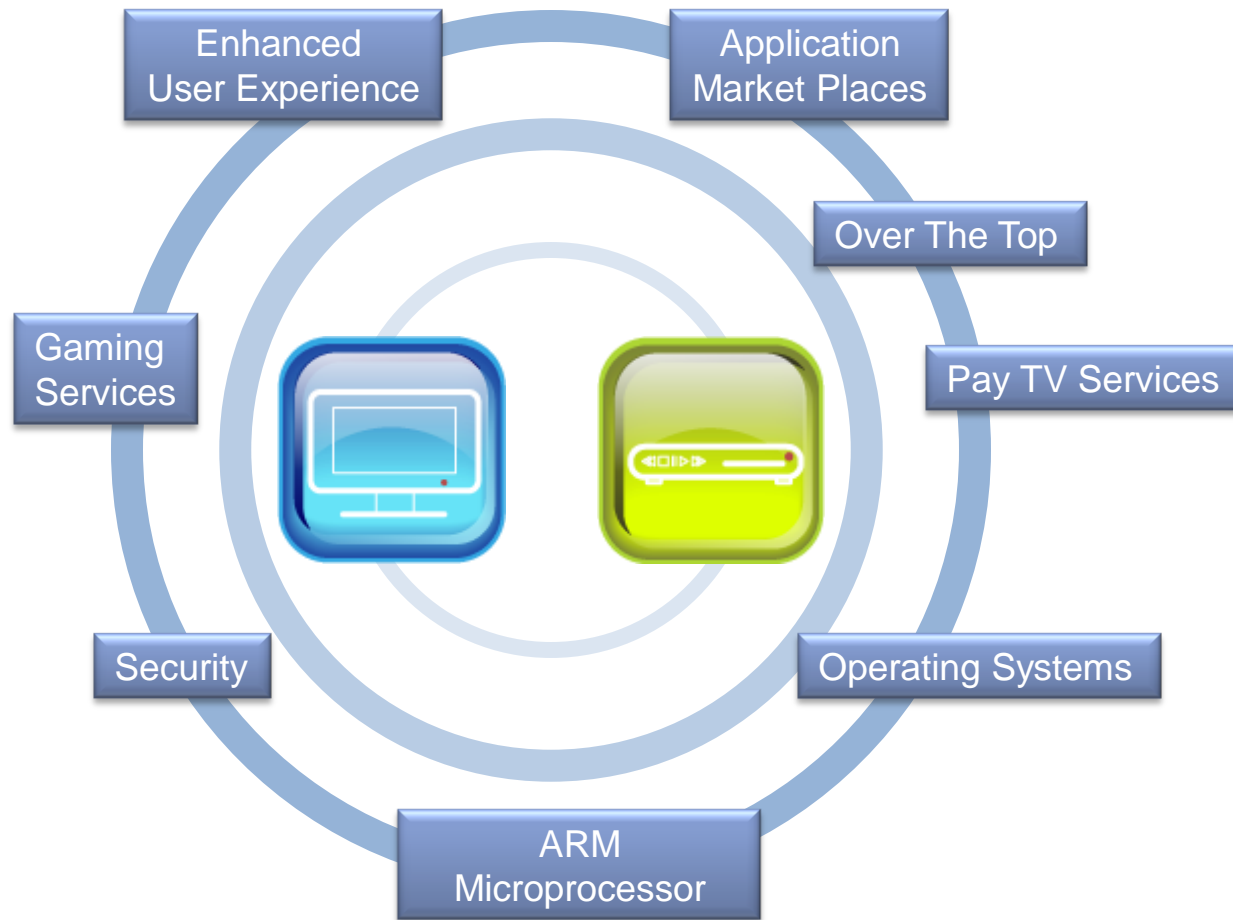 Enhanced
User Experience
Application
Market Places
Over The Top
Gaming
Services
Pay TV Services
Security
Operating Systems
ARM
Microprocessor